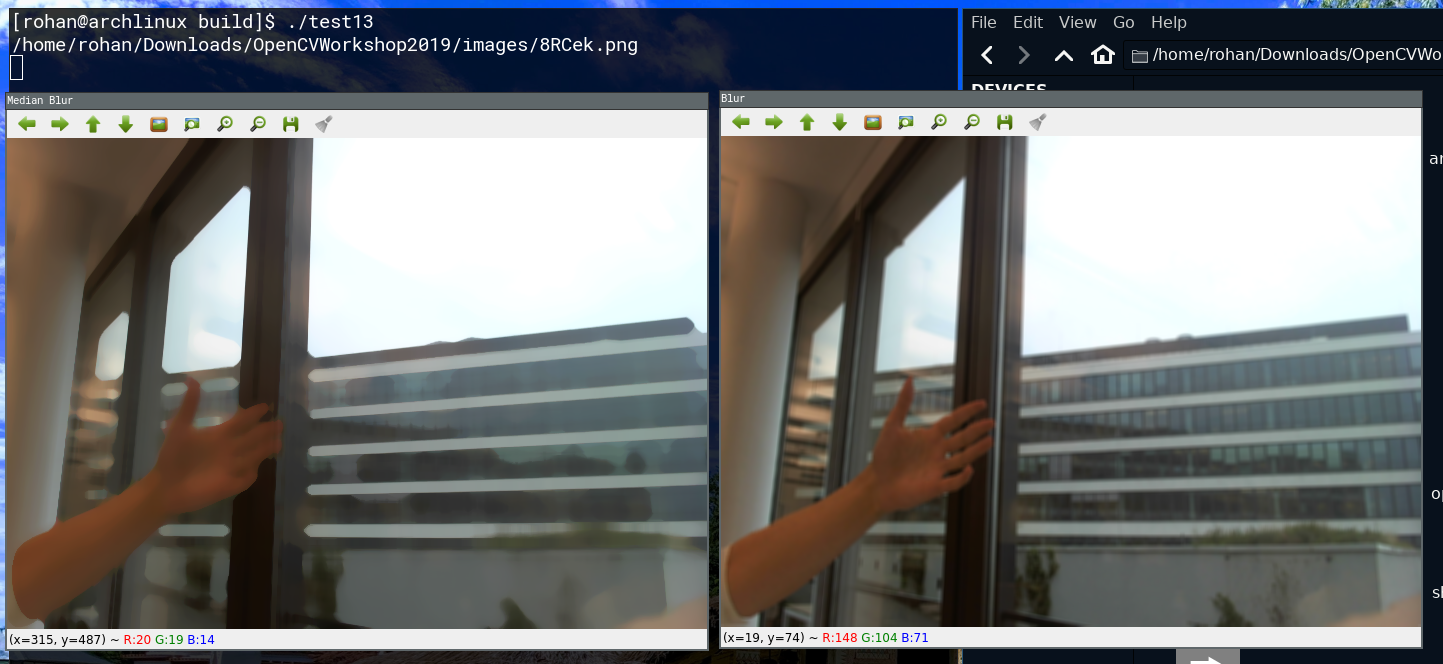 [rohan@archlinux build]$ ./test13
/home/rohan/Downloads/OpenCVWorkshop2019/images/8RCek.png
File Edit View Go Help
/home/rohan/Downloads/OpenCVWo
DEVICES
Median Blur
Blur
(x=315, y=487) ~ R:20 G:19 B:14
(x=19, y=74) ~ R:148 G:104 B:71